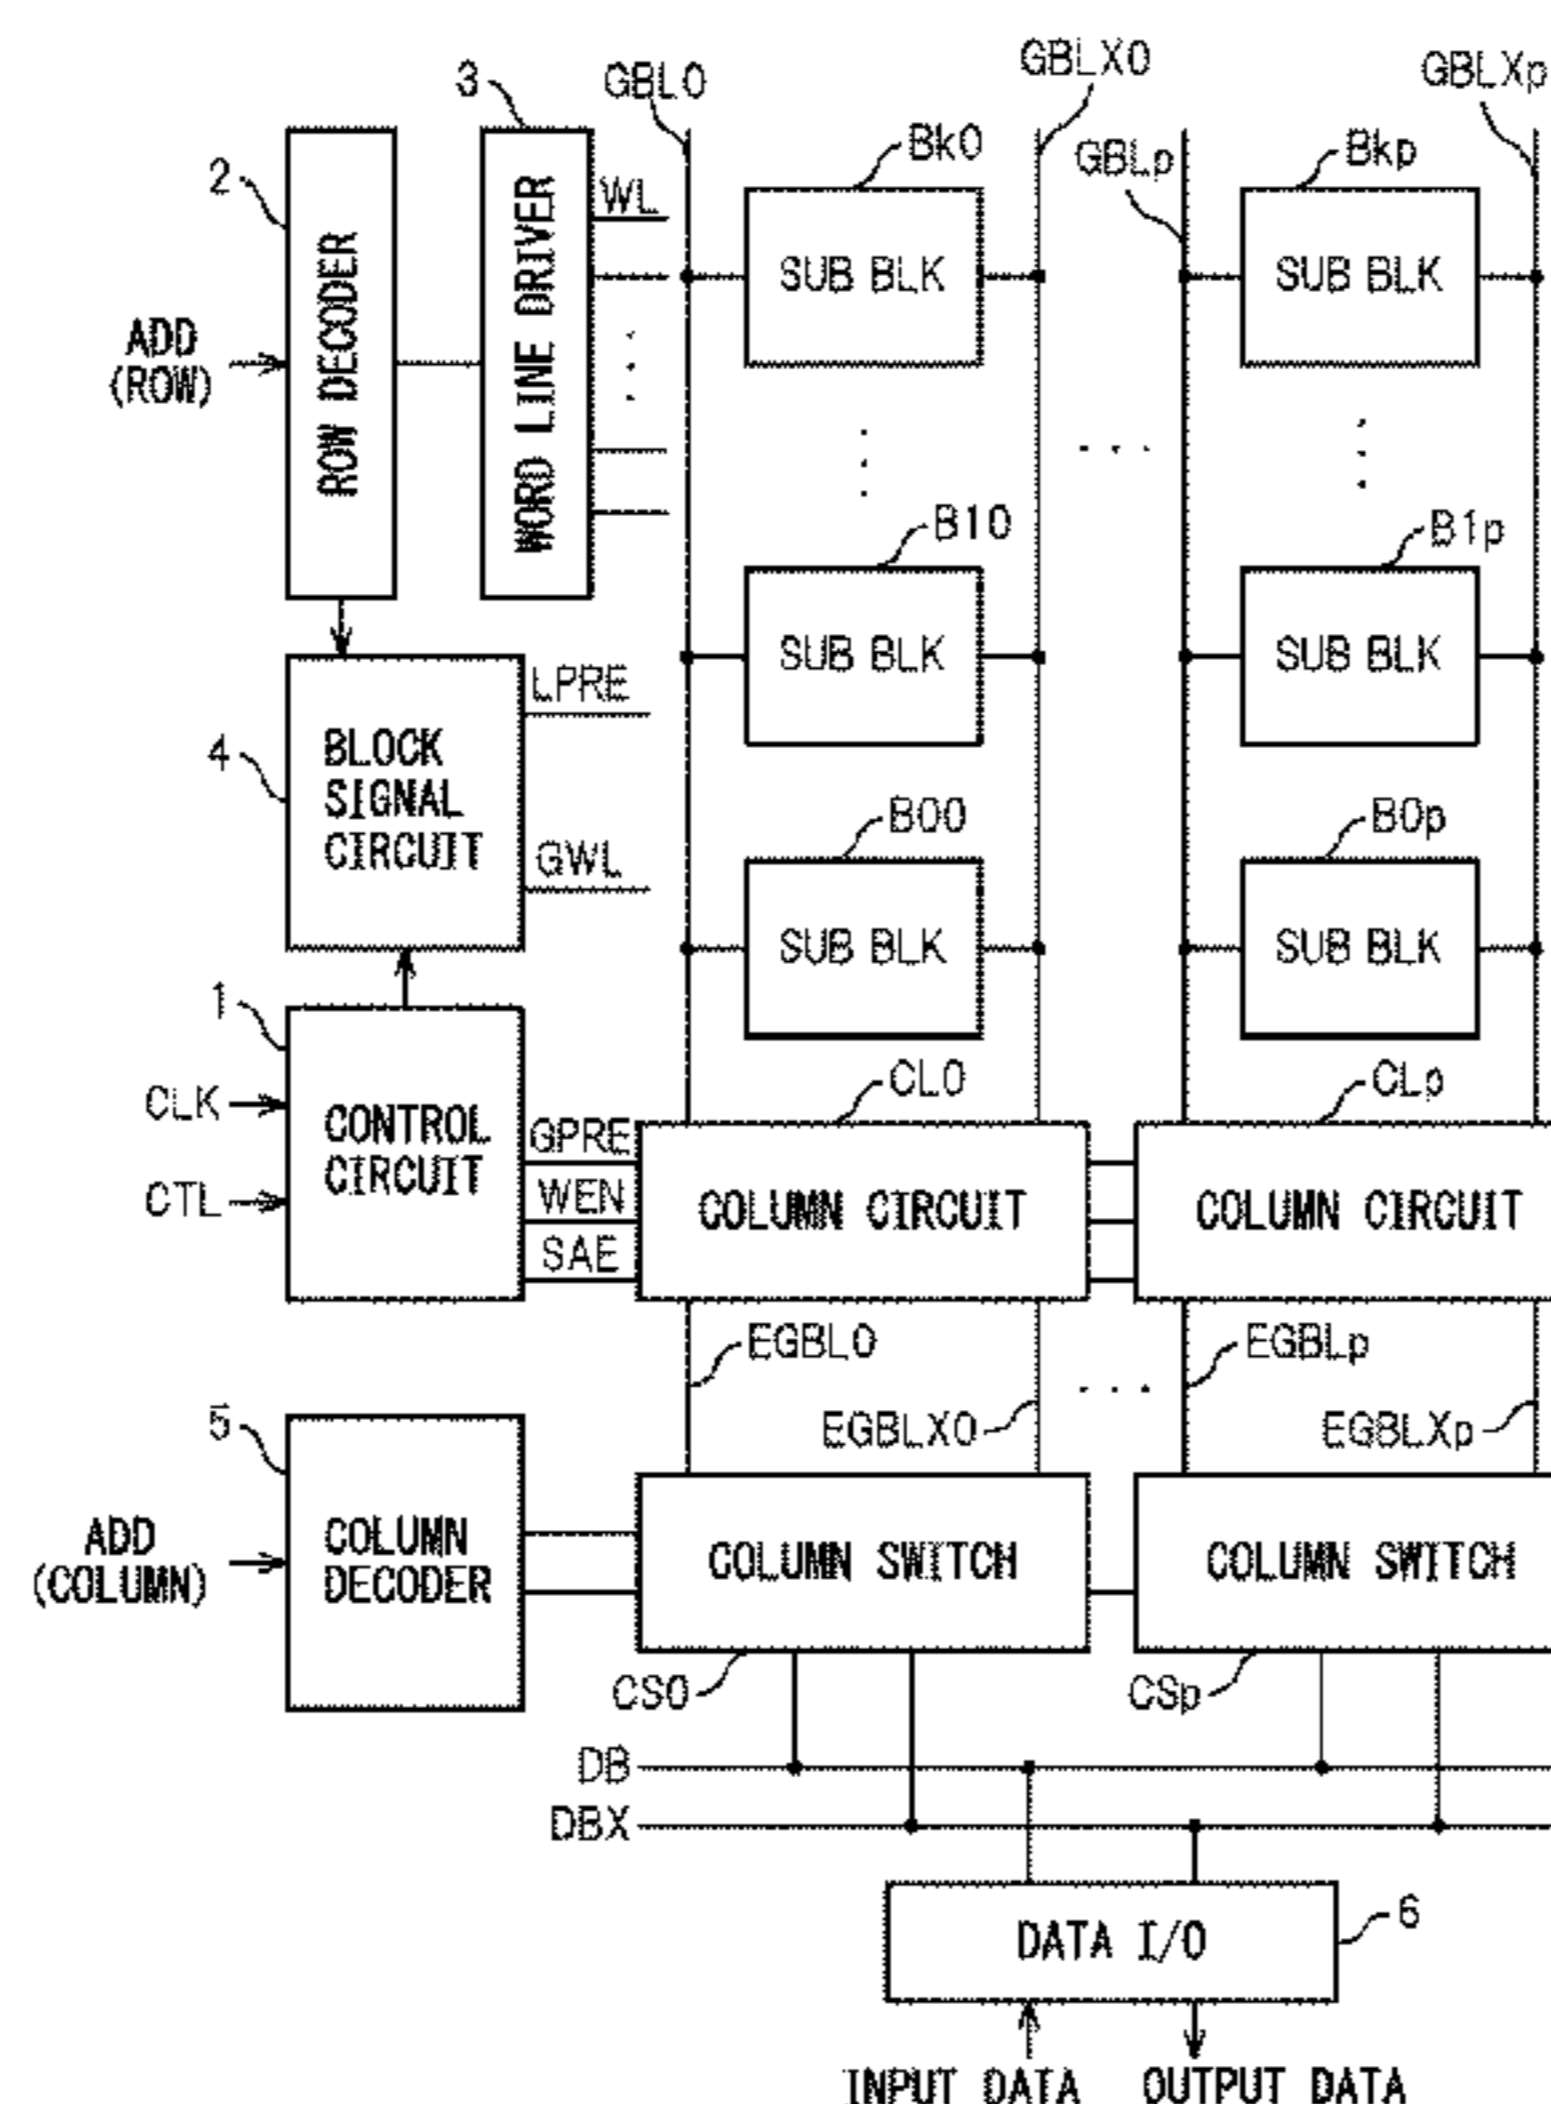 GBLX0
3
GBL0
GBLXp
Bk0
GBLp
Bkp
2
WL
ROW DECODER
WORD LINE DRIVER
SUB BLK
SUB BLK
ADD
(ROW)
B10
B1p
SUB BLK
SUB BLK
LPRE
4
BLOCK
SIGNAL
CIRCUIT
B00
B0p
GWL
SUB BLK
SUB BLK
1
CL0
CLp
CLK
CONTROL
CIRCUIT
GPRE
CTL
WEN
COLUMN CIRCUIT
COLUMN CIRCUIT
SAE
EGBL0
EGBLp
5
EGBLX0
EGBLXp
ADD
(COLUMN)
COLUMN
DECODER
COLUMN SWITCH
COLUMN SWITCH
CS0
CSp
DB
DBX
6
DATA I/O
INPUT DATA
OUTPUT DATA